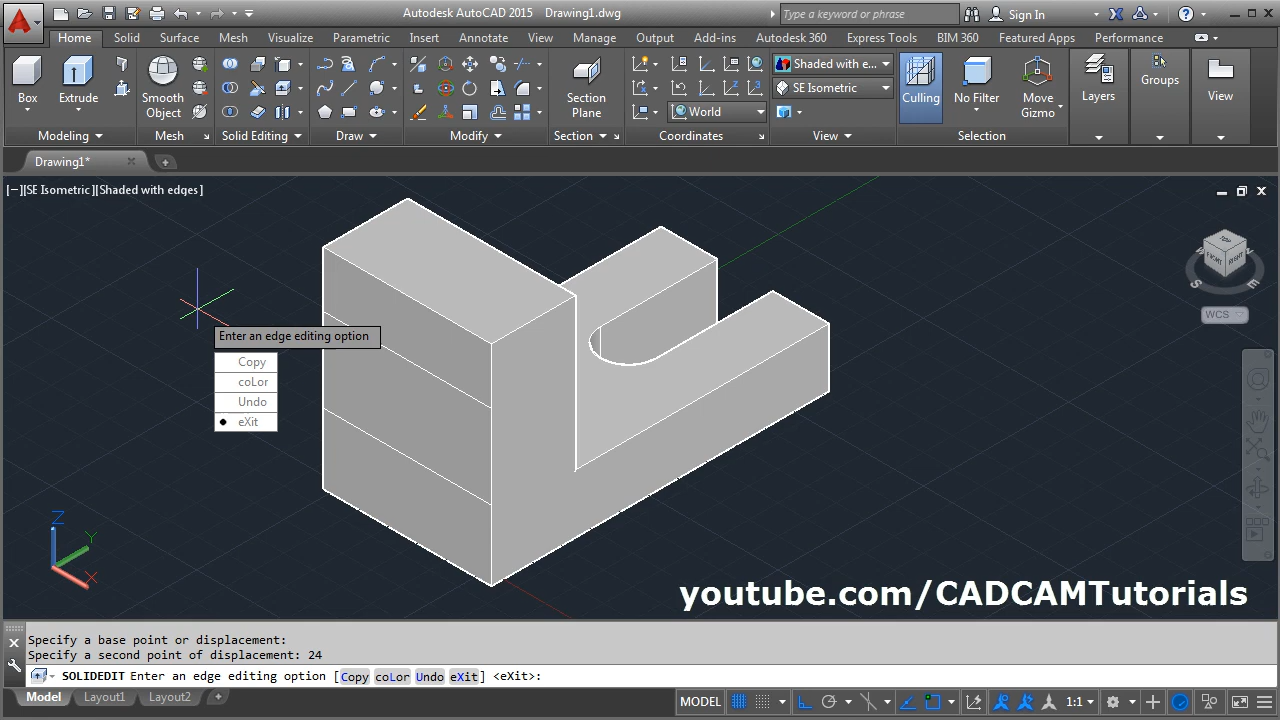 Autodesk AutoCAD 2015 Drawing1.dwg
Type a keyword or phrase
Sign In
Home Solid Surface Mesh Visualize Parametric Insert Annotate View Manage Output Add-ins Autodesk 360 Express Tools BIM 360 Featured Apps Performance
Box
Extrude
Smooth
Object
Section
Plane
Shaded with e...
SE Isometric
World
Culling
No Filter
Move
Gizmo
Layers
Groups
View
Modeling Mesh Solid Editing Draw Modify Section Coordinates View Selection
Drawing1*
[−][SE Isometric][Shaded with edges]
TOP
FRONT
RIGHT
S
E
WCS
Enter an edge editing option
Copy
coLor
Undo
eXit
Z
Y
X
youtube.com/CADCAMTutorials
Specify a base point or displacement:
Specify a second point of displacement: 24
SOLIDEDIT Enter an edge editing option [Copy coLor Undo eXit] <eXit>:
Model Layout1 Layout2
MODEL
1:1